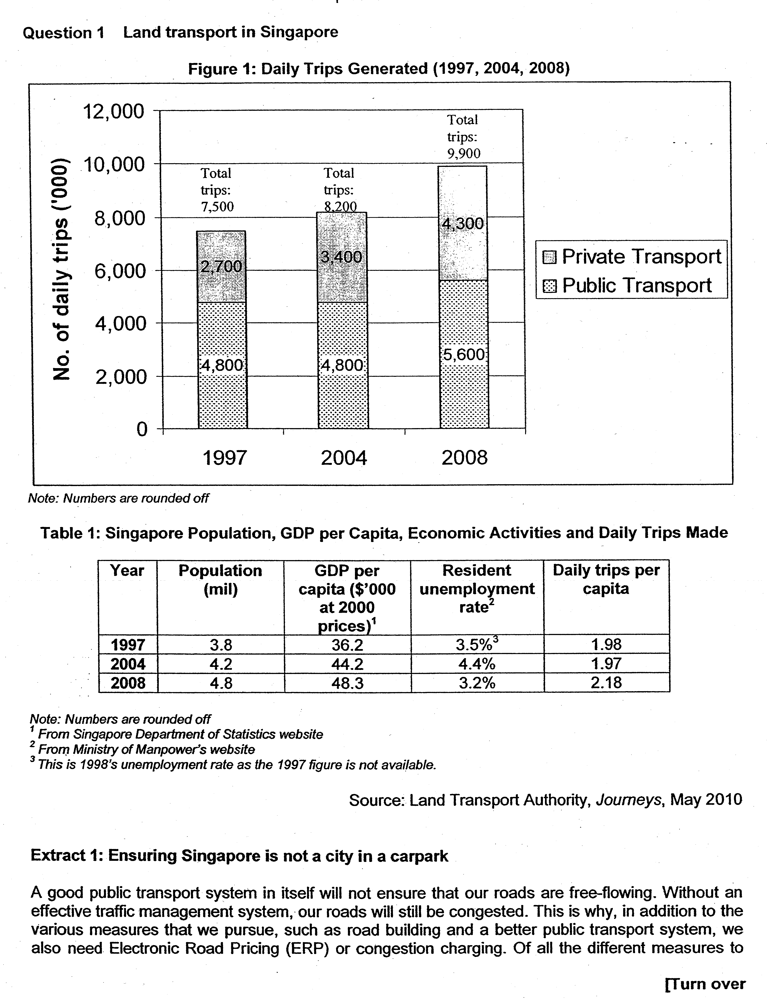 Question 1 Land transport in Singapore
Figure 1: Daily Trips Generated (1997, 2004, 2008)
No. of daily trips ('000)
12,000
10,000
8,000
6,000
4,000
2,000
0
Total
trips:
7,500
2,700
4,800
Total
trips:
8,200
3,400
4,800
Total
trips:
9,900
4,300
5,600
1997 2004 2008
Private Transport
Public Transport
Note: Numbers are rounded off
Table 1: Singapore Population, GDP per Capita, Economic Activities and Daily Trips Made
Year Population (mil) GDP per capita ($'000 at 2000 prices)¹ Resident unemployment rate² Daily trips per capita
1997 3.8 36.2 3.5%³ 1.98
2004 4.2 44.2 4.4% 1.97
2008 4.8 48.3 3.2% 2.18
Note: Numbers are rounded off
¹ From Singapore Department of Statistics website
² From Ministry of Manpower's website
³ This is 1998's unemployment rate as the 1997 figure is not available.
Source: Land Transport Authority, Journeys, May 2010
Extract 1: Ensuring Singapore is not a city in a carpark
A good public transport system in itself will not ensure that our roads are free-flowing. Without an
effective traffic management system, our roads will still be congested. This is why, in addition to the
various measures that we pursue, such as road building and a better public transport system, we
also need Electronic Road Pricing (ERP) or congestion charging. Of all the different measures to
[Turn over